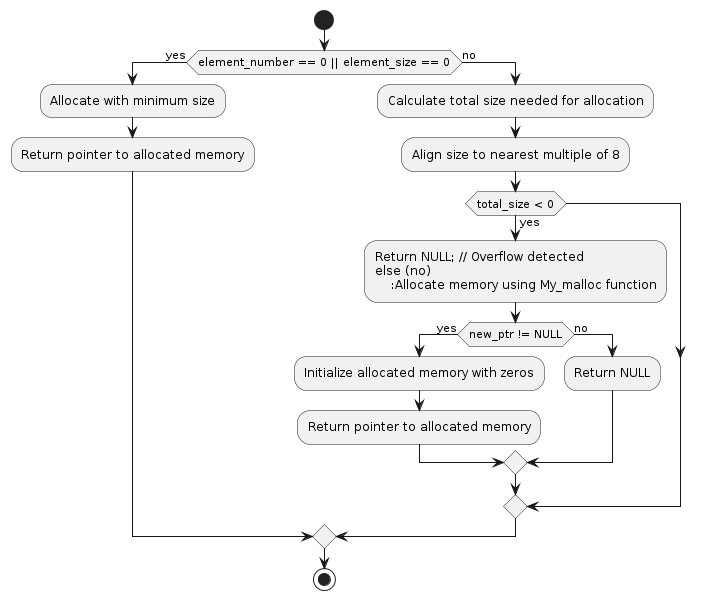 yes
element_number == 0 || element_size == 0
no
Allocate with minimum size
Return pointer to allocated memory
Calculate total size needed for allocation
Align size to nearest multiple of 8
total_size < 0
yes
Return NULL; // Overflow detected
else (no)
:Allocate memory using My_malloc function
yes
new_ptr != NULL
no
Initialize allocated memory with zeros
Return pointer to allocated memory
Return NULL